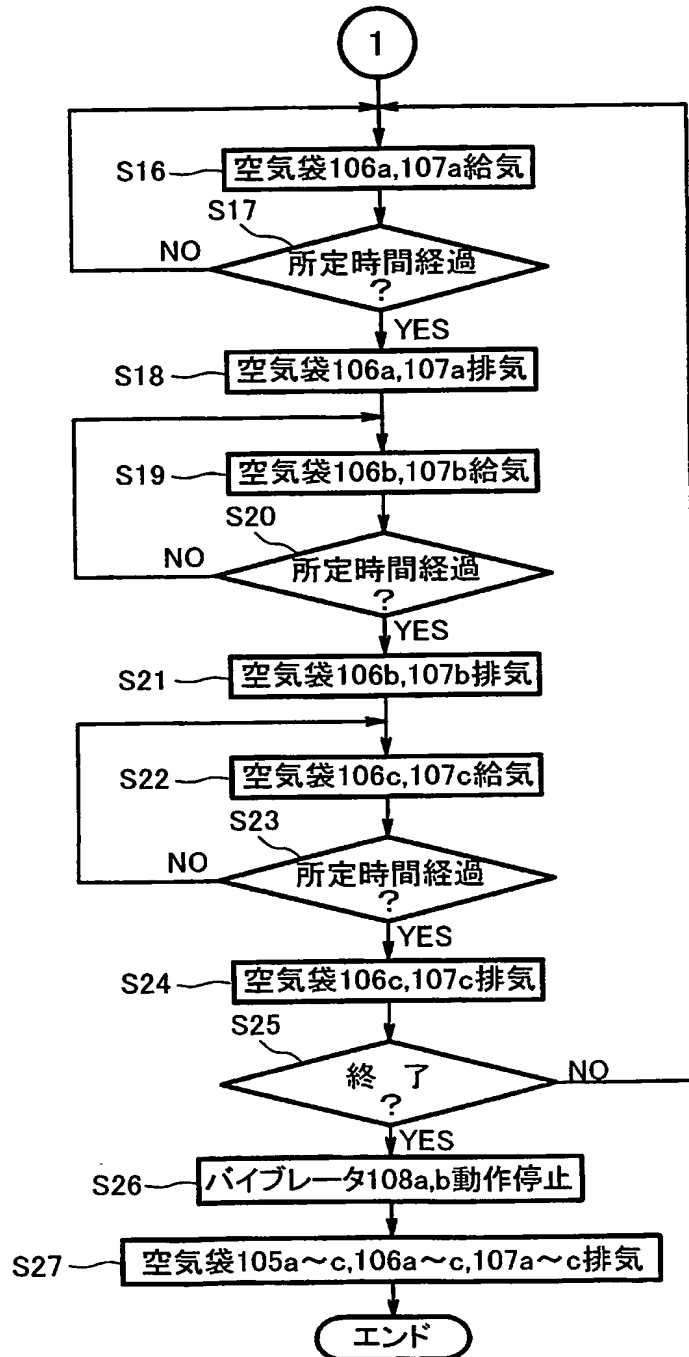 1
S16
空気袋106a,107a給気
S17
所定時間経過
?
NO
YES
S18
空気袋106a,107a排気
S19
空気袋106b,107b給気
S20
所定時間経過
?
NO
YES
S21
空気袋106b,107b排気
S22
空気袋106c,107c給気
S23
所定時間経過
?
NO
YES
S24
空気袋106c,107c排気
S25
終 了
?
NO
YES
S26
バイブレータ108a,b動作停止
S27
空気袋105a~c,106a~c,107a~c排気
エンド